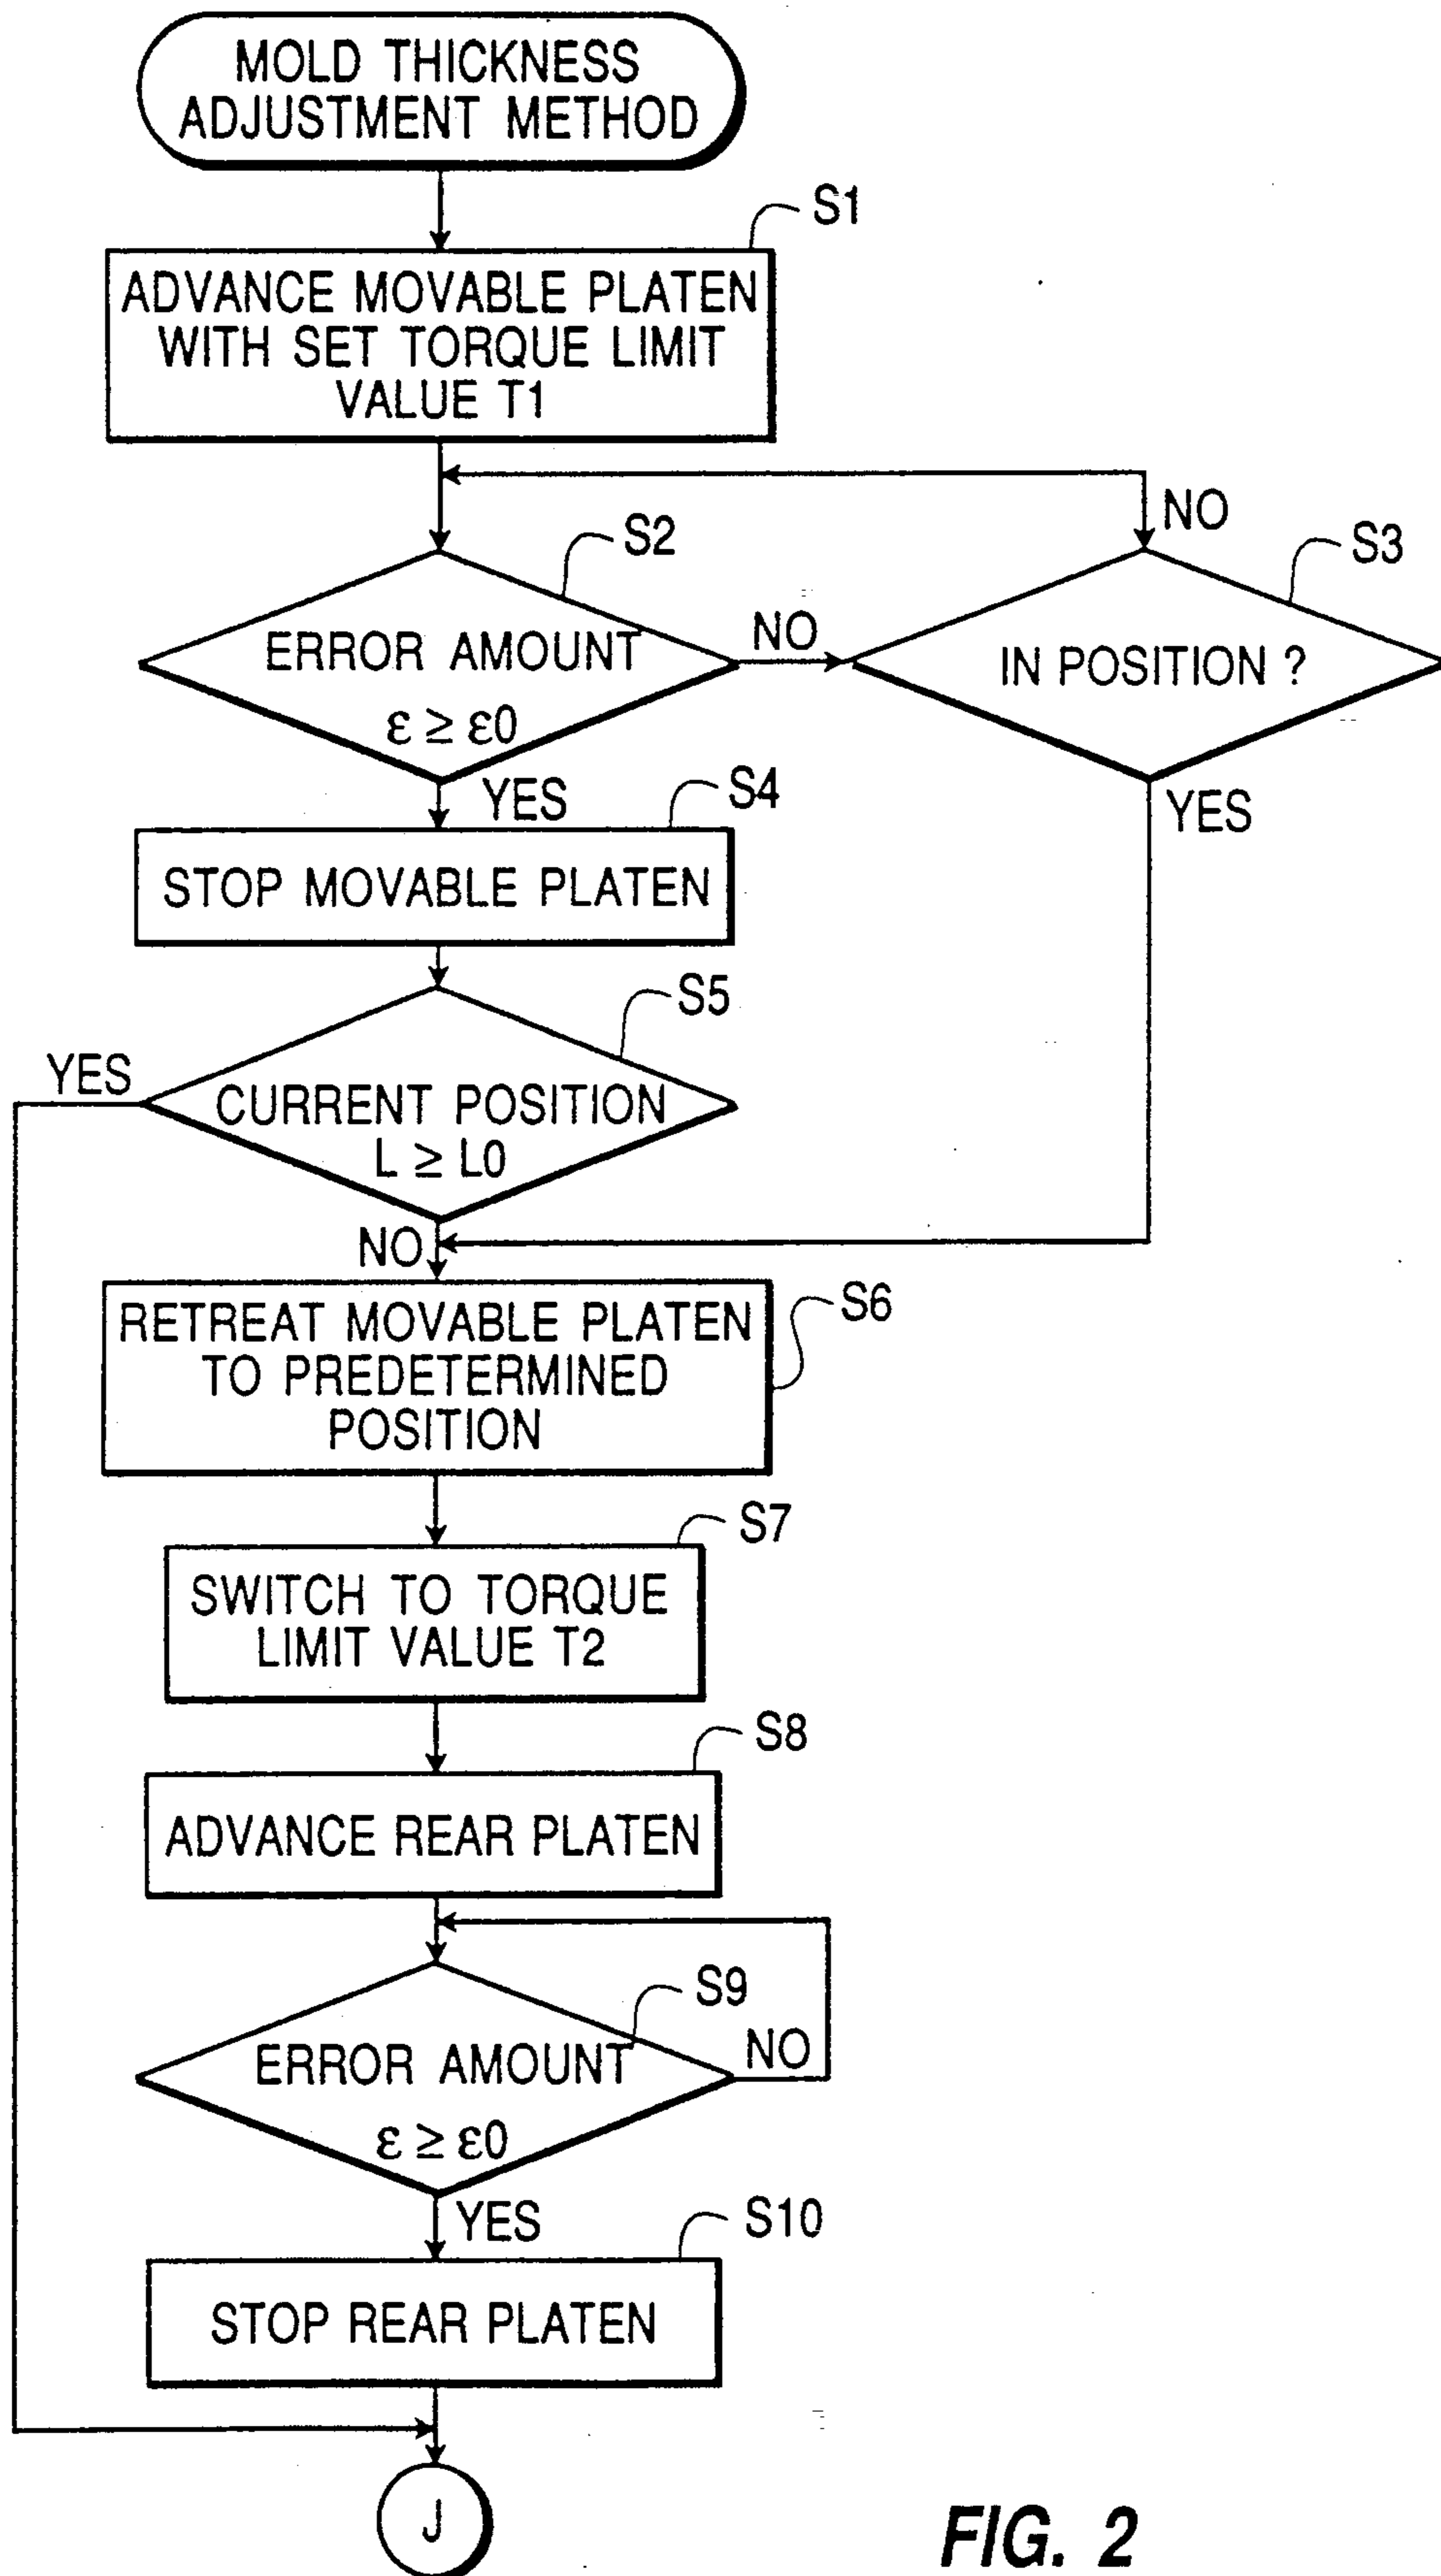 MOLD THICKNESS
ADJUSTMENT METHOD
S1
ADVANCE MOVABLE PLATEN
WITH SET TORQUE LIMIT
VALUE T1
NO
S2
S3
ERROR AMOUNT
ε ≥ ε0
NO
IN POSITION ?
YES
S4
YES
STOP MOVABLE PLATEN
S5
YES
CURRENT POSITION
L ≥ L0
NO
S6
RETREAT MOVABLE PLATEN
TO PREDETERMINED
POSITION
S7
SWITCH TO TORQUE
LIMIT VALUE T2
S8
ADVANCE REAR PLATEN
S9
ERROR AMOUNT
ε ≥ ε0
NO
YES
S10
STOP REAR PLATEN
J
FIG. 2